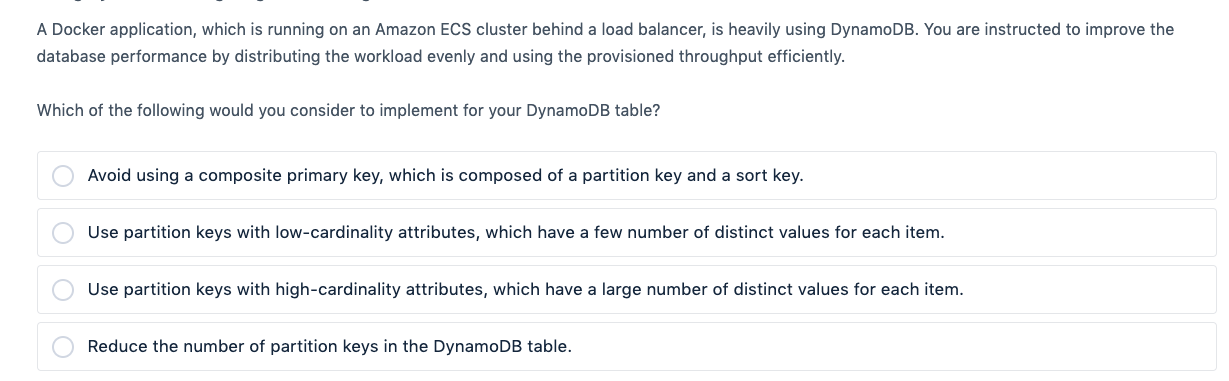 A Docker application, which is running on an Amazon ECS cluster behind a load balancer, is heavily using DynamoDB. You are instructed to improve the
database performance by distributing the workload evenly and using the provisioned throughput efficiently.
Which of the following would you consider to implement for your DynamoDB table?
Avoid using a composite primary key, which is composed of a partition key and a sort key.
Use partition keys with low-cardinality attributes, which have a few number of distinct values for each item.
Use partition keys with high-cardinality attributes, which have a large number of distinct values for each item.
Reduce the number of partition keys in the DynamoDB table.